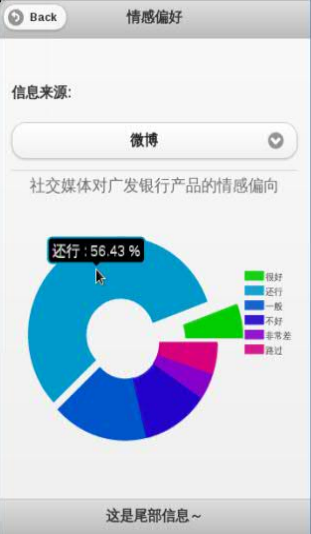 Back
情感偏好
信息来源:
微博
社交媒体对广发银行产品的情感偏向
还行 : 56.43 %
很好
还行
一般
不好
非常差
路过
这是尾部信息～